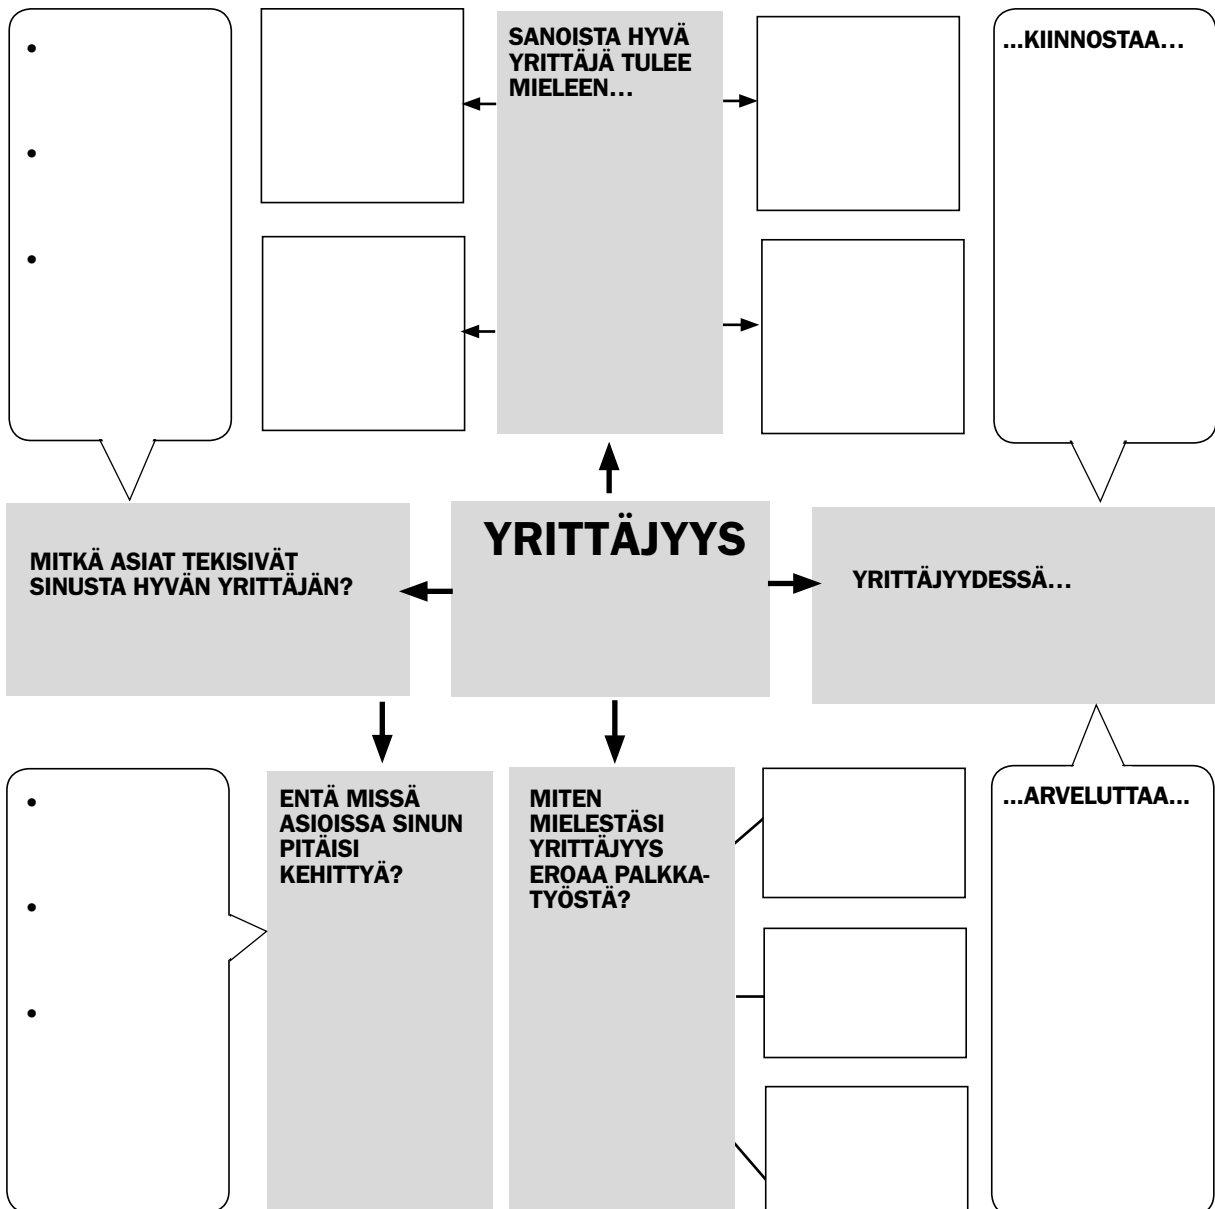 SANOISTA HYVÄ
YRITTÄJÄ TULEE
MIELEEN...
...KIINNOSTAA...
YRITTÄJYYS
MITKÄ ASIAT TEKISIVÄT
SINUSTA HYVÄN YRITTÄJÄN?
YRITTÄJYYDESSÄ...
ENTÄ MISSÄ
ASIOISSA SINUN
PITÄISI
KEHITTYÄ?
MITEN
MIELESTÄSI
YRITTÄJYYS
EROAA PALKKA-
TYÖSTÄ?
...ARVELUTTAA...